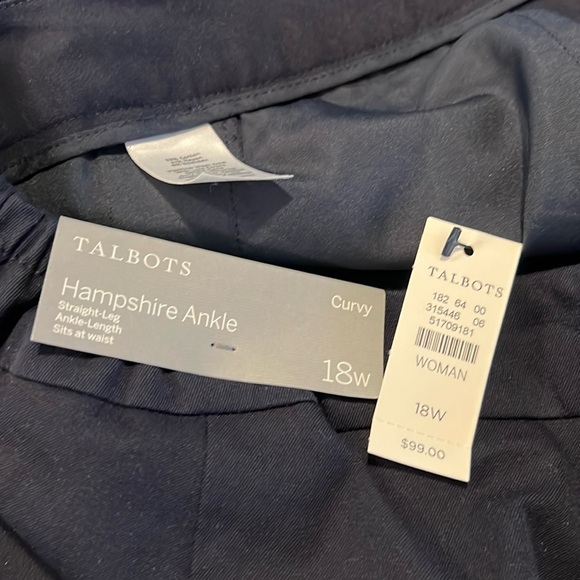 TALBOTS
Hampshire Ankle
Straight-Leg
Ankle-Length
Sits at waist
Curvy
18W
TALBOTS
182 64 00
315446 06
51709181
WOMAN
18W
$99.00